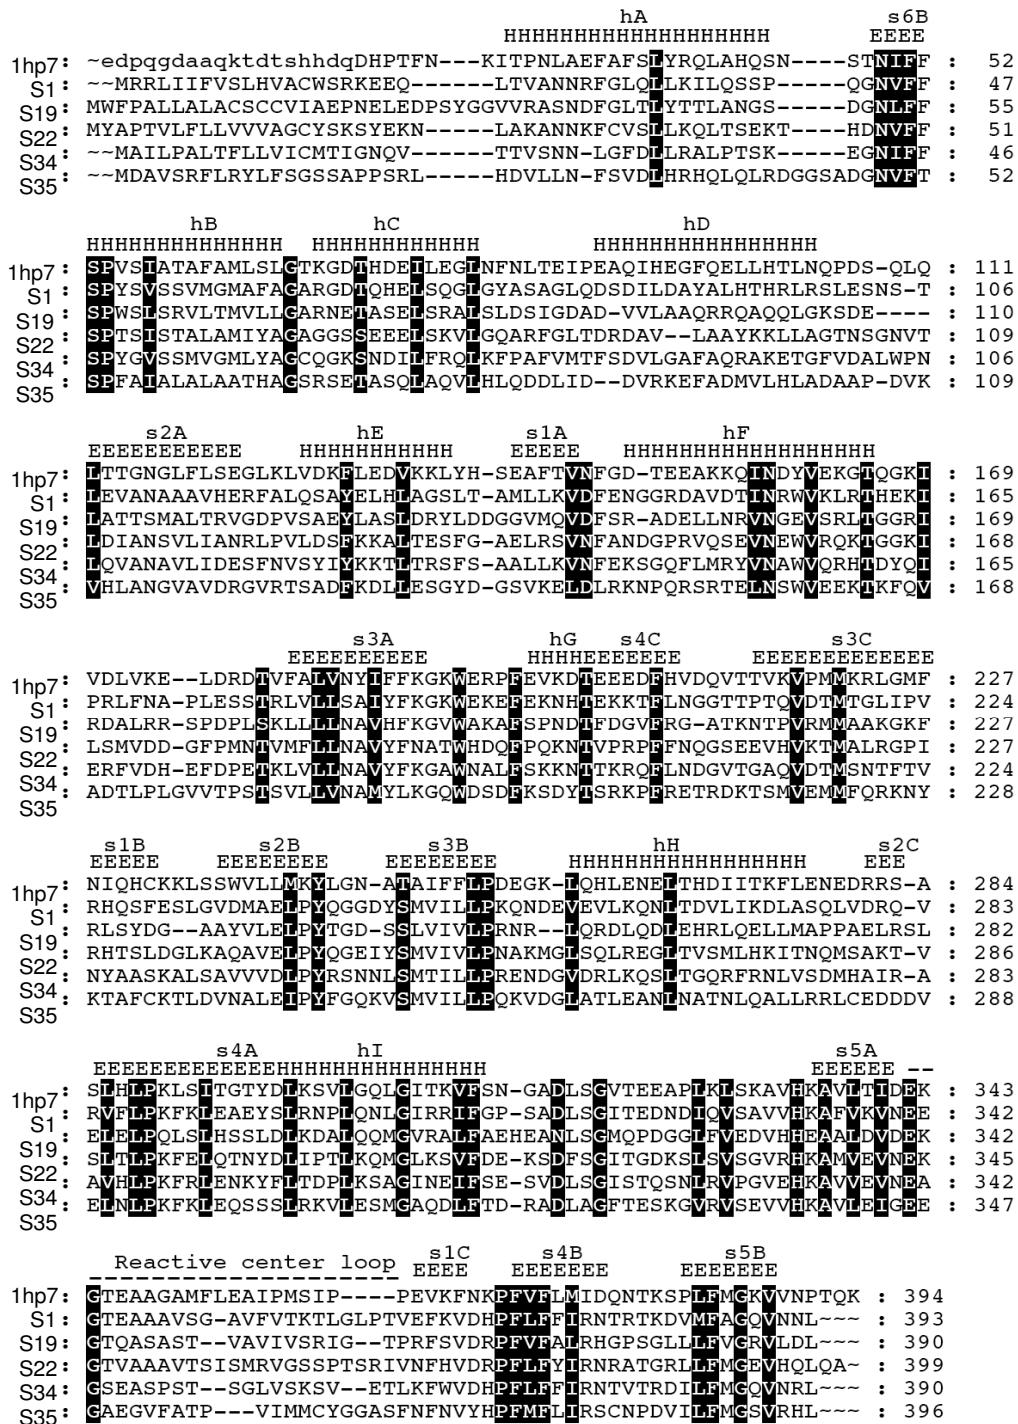 hA s6B
HHHHHHHHHHHHHHHHHHH EEEE
1hp7: ~edpqgdaaqktdtshhdqDHPTFN---KITPNLAEFAFSLYRQLAHQSN----STNIFF : 52
S1: ~~MRRLIIFVSLHVACWSRKEEQ-----LTVANNRFGLQLLKILQSSP-----QGNVFF : 47
S19: MWFPALLALACSCCVIAEPNELEDPSYGGVVRASNDFGLTLYTTLANGS----DGNLFF : 55
S22: MYAPTVLFLLVVVAGCYSKSYEKN-----LAKANNKFCVSLLKQLTSEKT----HDNVFF : 51
S34: ~~MAILPALTFLLVICMTIGNQV-----TTVSNN-LGFDLLRALPTSK-----EGNIFF : 46
S35: ~~MDAVSRFLRYLFSGSSAPPSRL-----HDVLLN-FSVDLHRHLQLRDGGSADGNVFT : 52
hB hC hD
HHHHHHHHHHHHHH HHHHHHHHHHHH HHHHHHHHHHHHHHHH
1hp7: SPVSIATAFAMLSLGTKGDTHDEILEGLNFNLTEIPEAQIHEGFQELLHTLNQPDS-QLQ : 111
S1: SPYSVSSVMGMAFAGARGDTQHELSQGLGYASAGLQDSDILDAYALHTHRLRSLESNS-T : 106
S19: SPWSLSRVLTMVLLGARNETASELSRALSLDSIGDAD-VVLAAQRRQAQQLGKSDE---- : 110
S22: SPTSISTALAMIYAGAGGSSEEELSKVLGQARFGLTDRDAV--LAAYKKLLAGTNSGNVT : 109
S34: SPYGVSSMVGMLYAGCQGKSNDILFRQLKFPAFVMTFSDVLGAFAQRAKETGFVDALWPN : 106
S35: SPFAIALALAATHAGSRSETASQLAQVLHLQDDLID--DVRKEFADMVLHLADAAP-DVK : 109
s2A hE s1A hF
EEEEEEEEEEE HHHHHHHHHHH EEEEE HHHHHHHHHHHHHHHHHH
1hp7: LTTGNGLFLSEGLKLVDKFLEDVKKLYH-SEAFTVNFGD-TEEAKKQINDYVEKGTQGKI : 169
S1: LEVANAAAVHERFALQSAYELHLAGSLT-AMLLKVDFENGGRDAVDTINRWVKLRTHEKI : 165
S19: LATTSMALTRVGDPVSAEYLASLDRYLDDGGVMQVDFSR-ADELLNRVNGEVSRLTGGRI : 169
S22: LDIANSVLIANRLPVLDSFKKALTESFG-AELRSVNFANDGPRVQSEVNEWVRQKTGGKI : 168
S34: LQVANAVLIDESFNVSYIYKKTLTRSFS-AALLKVNFEKSGQFLMRYVNAWVQRHTDYQI : 165
S35: VHLANGVAVDRGVRTSADFKDLLESGYD-GSVKELDLRKNPQRSRTELNSWVEEKTKFQV : 168
s3A hG s4C s3C
EEEEEEEEEE HHHHEEEEEEE EEEEEEEEEEEEE
1hp7: VDLVKE--LDRDTVFALVNYIFFKGKWERPFEVKDTEEEDFHVDQVTTVKVPMMKRLGMF : 227
S1: PRLFNA-PLESSTRLVLLSAIYFKGKWEKEFEKNHTEKKTFLNGGTTPTQVDTMTGLIPV : 224
S19: RDALRR-SPDPLSKLLLLNAVHFKGVWAKAFSPNDTFDGVFRG-ATKNTPVRMMAAKGKF : 227
S22: LSMVDD-GFPMNTVMFLLNAVYFNATWHDQFPQKNTVPRPFFNQGSEEVHVKTMALRGPI : 227
S34: ERFVDH-EFDPETKLVLLNAVYFKGAWNALFSKKNTTKRQFLNDGVTGAQVDTMSNTFTV : 224
S35: ADTLPLGVVTPSTSVLLVNAMYLKGQWDSDFKSDYTSRKPFRETRDKTSMVEMMFQRKNY : 228
s1B s2B s3B hH s2C
EEEEE EEEEEEEE EEEEEEEE HHHHHHHHHHHHHHHHH EEE
1hp7: NIQHCKKLSSWVLLMKYLGN-ATAIFFLPDEGK-LQHLENELTHDIITKFLENEDRRS-A : 284
S1: RHQSFESLGVDMAELPYQGGDYSMVILLPKQNDEVEVLKQNLTDVLIKDLASQLVDRQ-V : 283
S19: RLSYDG--AAYVLELPYTGD-SSLVIVLPRNR--LQRDLQDLEHRLQELLMAPPAELRSL : 282
S22: RHTSLDGLKAQAVELPYQGEIYSMVIVLPNAKMGLSQLREGLTVSMLHKITNQMSAKT-V : 286
S34: NYAASKALSAVVVDLPYRSNNLSMTILLPRENDGVDRLKQSLTGQRFRNLVSDMHAIR-A : 283
S35: KTAFCKTLDVNALEIPYFGQKVSMVILLPQKVDGLATLEANLNATNLQALLRRLCEDDDV : 288
s4A hI s5A
EEEEEEEEEEEEEHHHHHHHHHHHHHHH EEEEEE --
1hp7: SLHLPKLSITGTYDLKSVLGQLGITKVFSN-GADLSGVTEEAPLKLSKAVHKAVLTIDEK : 343
S1: RVFLPKFKLEAEYSLRNPLQNLGIRRIFGP-SADLSGITEDNDIQVSAVVHKAFVKVNEE : 342
S19: ELELPQLSLHSSLDLKDALQQMGVRALFAEHEANLSGMQPDGGLFVEDVHHEAALDVDEK : 342
S22: SLTLPKFELQTNYDLIPTLKQMGLKSVFDE-KSDFSGITGDKSLSVSGVRHKAMVEVNEK : 345
S34: AVHLPKFRLENKYFLTDPLKSAGINEIFSE-SVDLSGISTQSNLRVPGVEHKAVVEVNEA : 342
S35: ELNLPKFKLEQSSSLRKVLESMGAQDLFTD-RADLAGFTESKGVRVSEVVHKAVLEIGEE : 347
Reactive center loop s1C s4B s5B
---------------------- EEEE EEEEEEE EEEEEEE
1hp7: GTEAAGAMFLEAIPMSIP----PEVKFNKPFVFLMIDQNTKSPLFMGKVVNPTQK : 394
S1: GTEAAAVSG-AVFVTKTLGLPTVEFKVDHPFLFFIRNTRTKDVMFAGQVNNL~~~ : 393
S19: GTQASAST--VAVIVSRIG--TPRFSVDRPFVFALRHGPSGLLLFVGRVLDL~~~ : 390
S22: GTVAAAVTSISMRVGSSPTSRIVNFHVDRPFLFYIRNRATGRLLFMGEVHQLQA~ : 399
S34: GSEASPST--SGLVSKSV--ETLKFWVDHPFLFFIRNTVTRDILFMGQVNRL~~~ : 390
S35: GAEGVFATP---VIMMCYGGASFNFNVYHPFMFLIRSCNPDVILFMGSVRHL~~ : 396